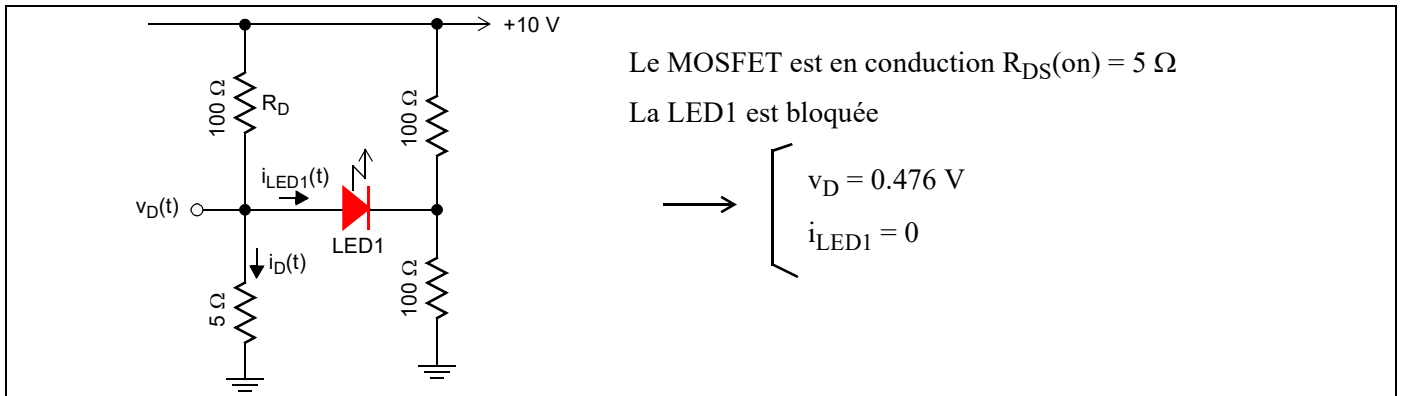 +10 V
100 Ω
R_D
100 Ω
i_LED1(t)
v_D(t)
LED1
i_D(t)
5 Ω
100 Ω
Le MOSFET est en conduction R_DS(on) = 5 Ω
La LED1 est bloquée
v_D = 0.476 V
i_LED1 = 0